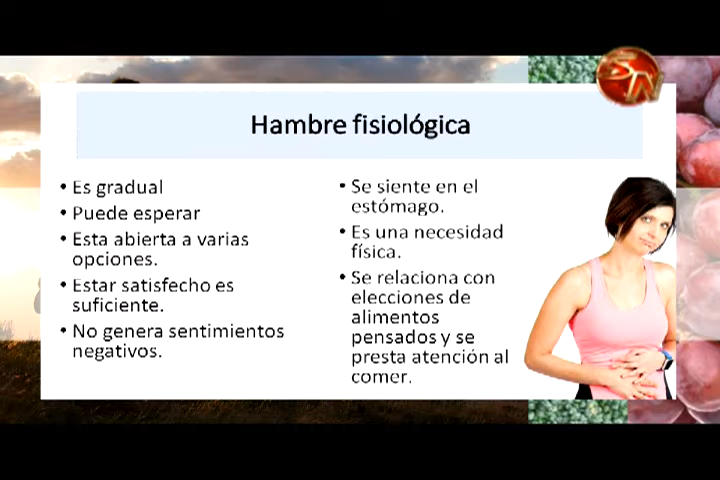 SN
Hambre fisiológica
• Es gradual
• Puede esperar
• Esta abierta a varias
opciones.
• Estar satisfecho es
suficiente.
• No genera sentimientos
negativos.
• Se siente en el
estómago.
• Es una necesidad
física.
• Se relaciona con
elecciones de
alimentos
pensados y se
presta atención al
comer.